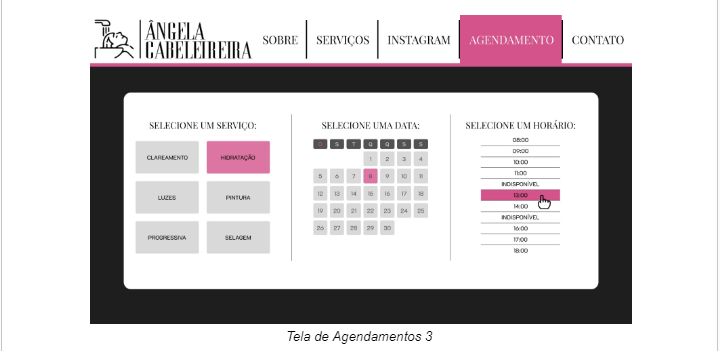 ÂNGELA
CABELEIREIRA
SOBRE SERVIÇOS INSTAGRAM AGENDAMENTO CONTATO
SELECIONE UM SERVIÇO:
CLAREAMENTO HIDRATAÇÃO
LUZES PINTURA
PROGRESSIVA SELAGEM
SELECIONE UMA DATA:
D S T Q Q S S
1 2 3 4
5 6 7 8 9 10 11
12 13 14 15 16 17 18
19 20 21 22 23 24 25
26 27 28 29 30
SELECIONE UM HORÁRIO:
08:00
09:00
10:00
11:00
INDISPONÍVEL
13:00
14:00
INDISPONÍVEL
16:00
17:00
18:00
Tela de Agendamentos 3